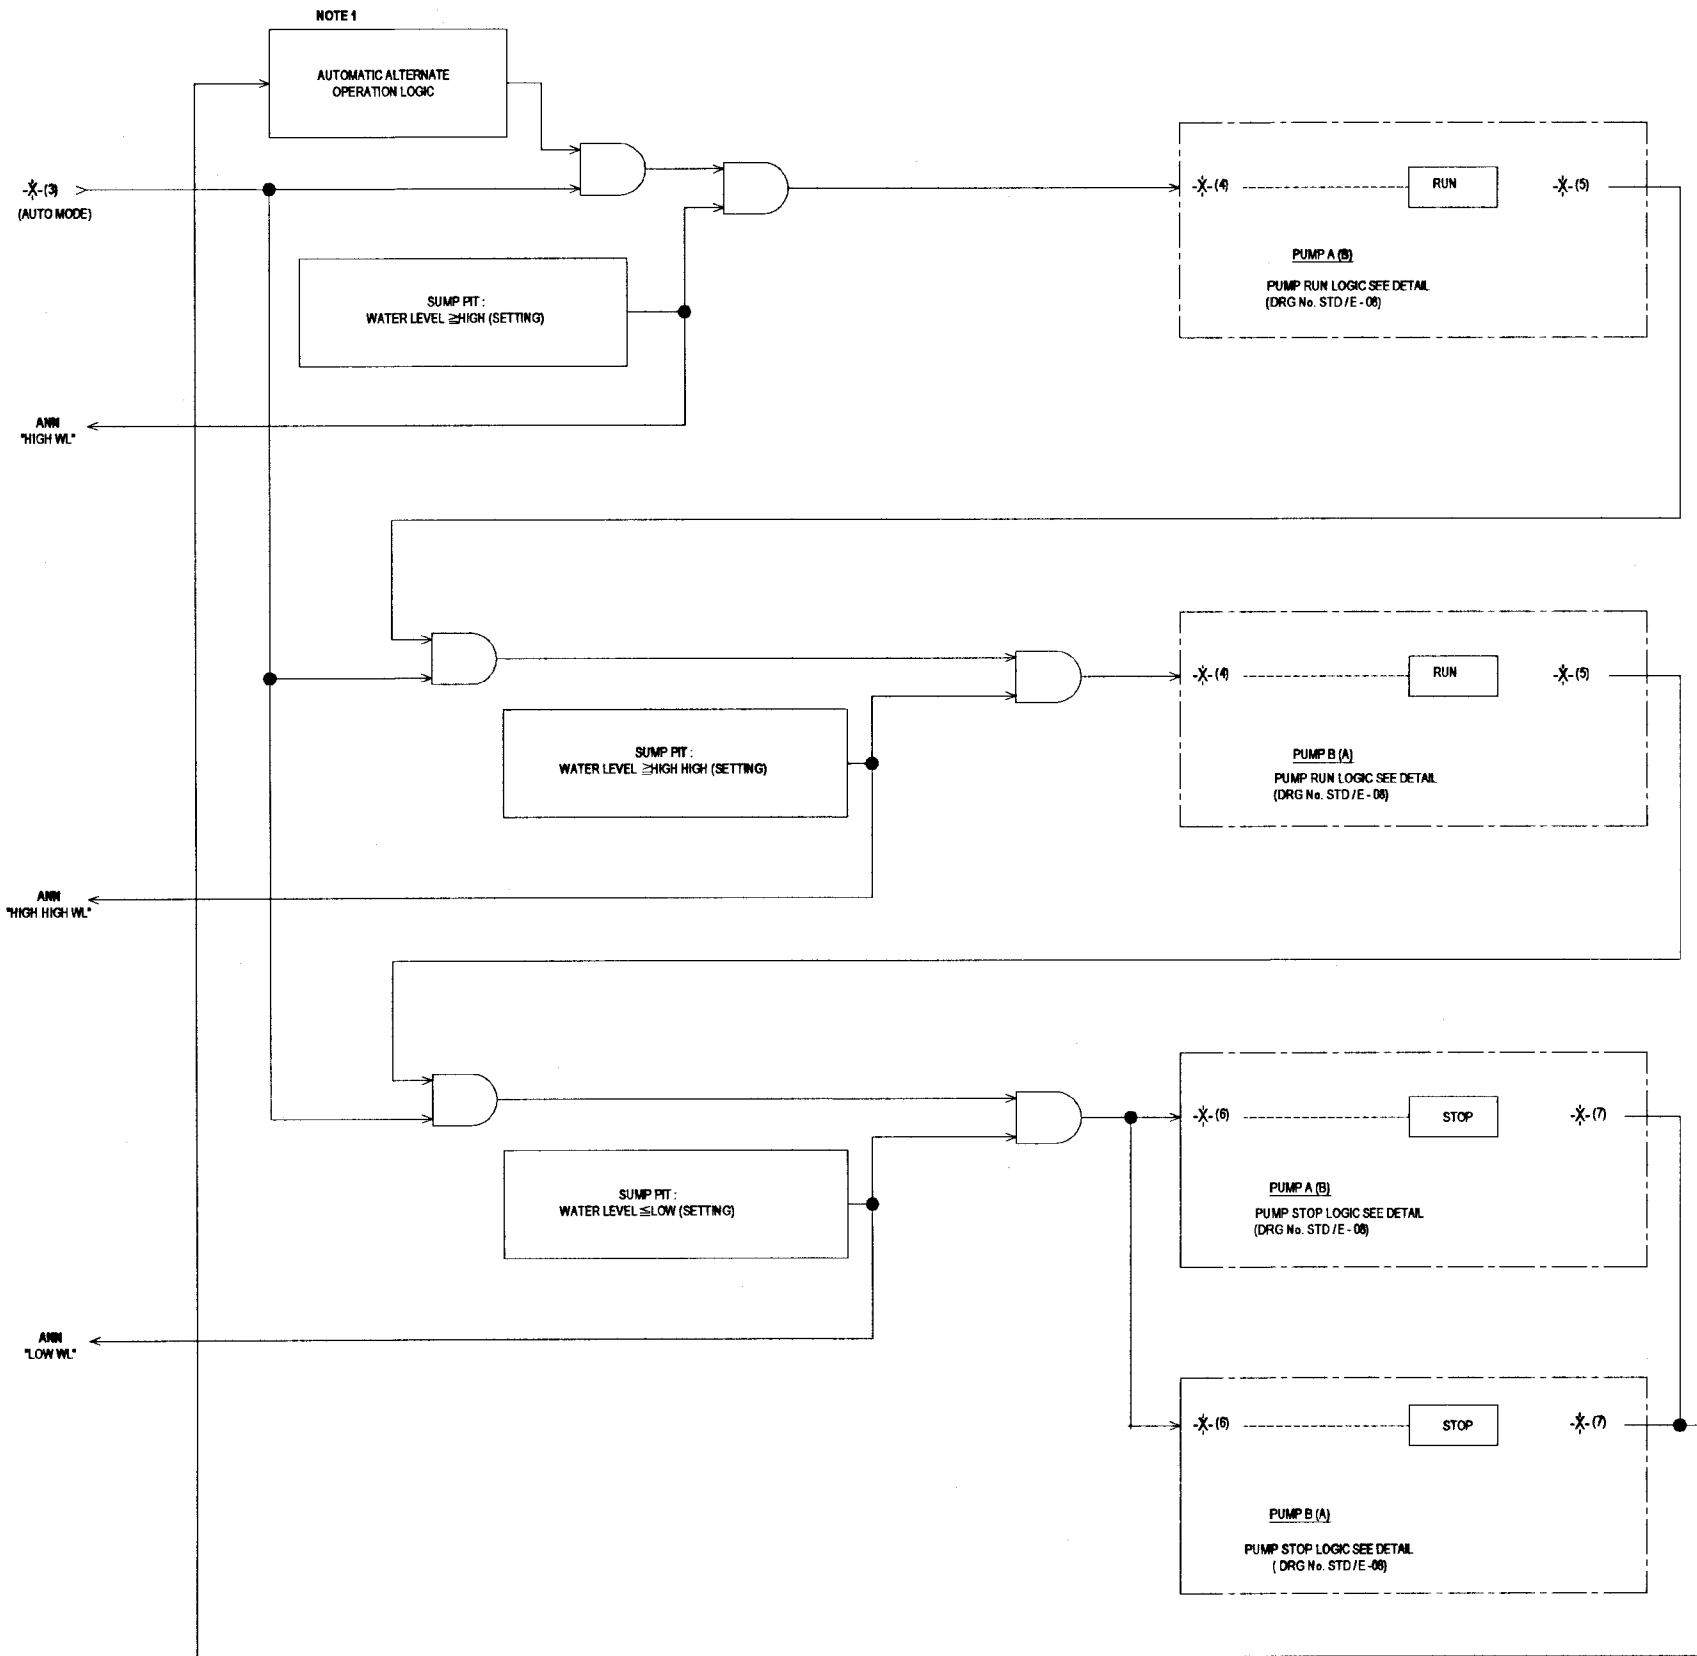 NOTE 1
AUTOMATIC ALTERNATE
OPERATION LOGIC
-X-(3)
(AUTO MODE)
-X-(4)
RUN
-X-(5)
PUMP A (B)
PUMP RUN LOGIC SEE DETAIL
(DRG No. STD / E - 08)
SUMP PIT :
WATER LEVEL ≧HIGH (SETTING)
ANN
"HIGH WL"
-X-(4)
RUN
-X-(5)
PUMP B (A)
PUMP RUN LOGIC SEE DETAIL
(DRG No. STD / E - 08)
SUMP PIT :
WATER LEVEL ≧HIGH HIGH (SETTING)
ANN
"HIGH HIGH WL"
-X-(6)
STOP
-X-(7)
PUMP A (B)
PUMP STOP LOGIC SEE DETAIL
(DRG No. STD / E - 08)
SUMP PIT :
WATER LEVEL ≦LOW (SETTING)
ANN
"LOW WL"
-X-(6)
STOP
-X-(7)
PUMP B (A)
PUMP STOP LOGIC SEE DETAIL
( DRG No. STD / E -08)